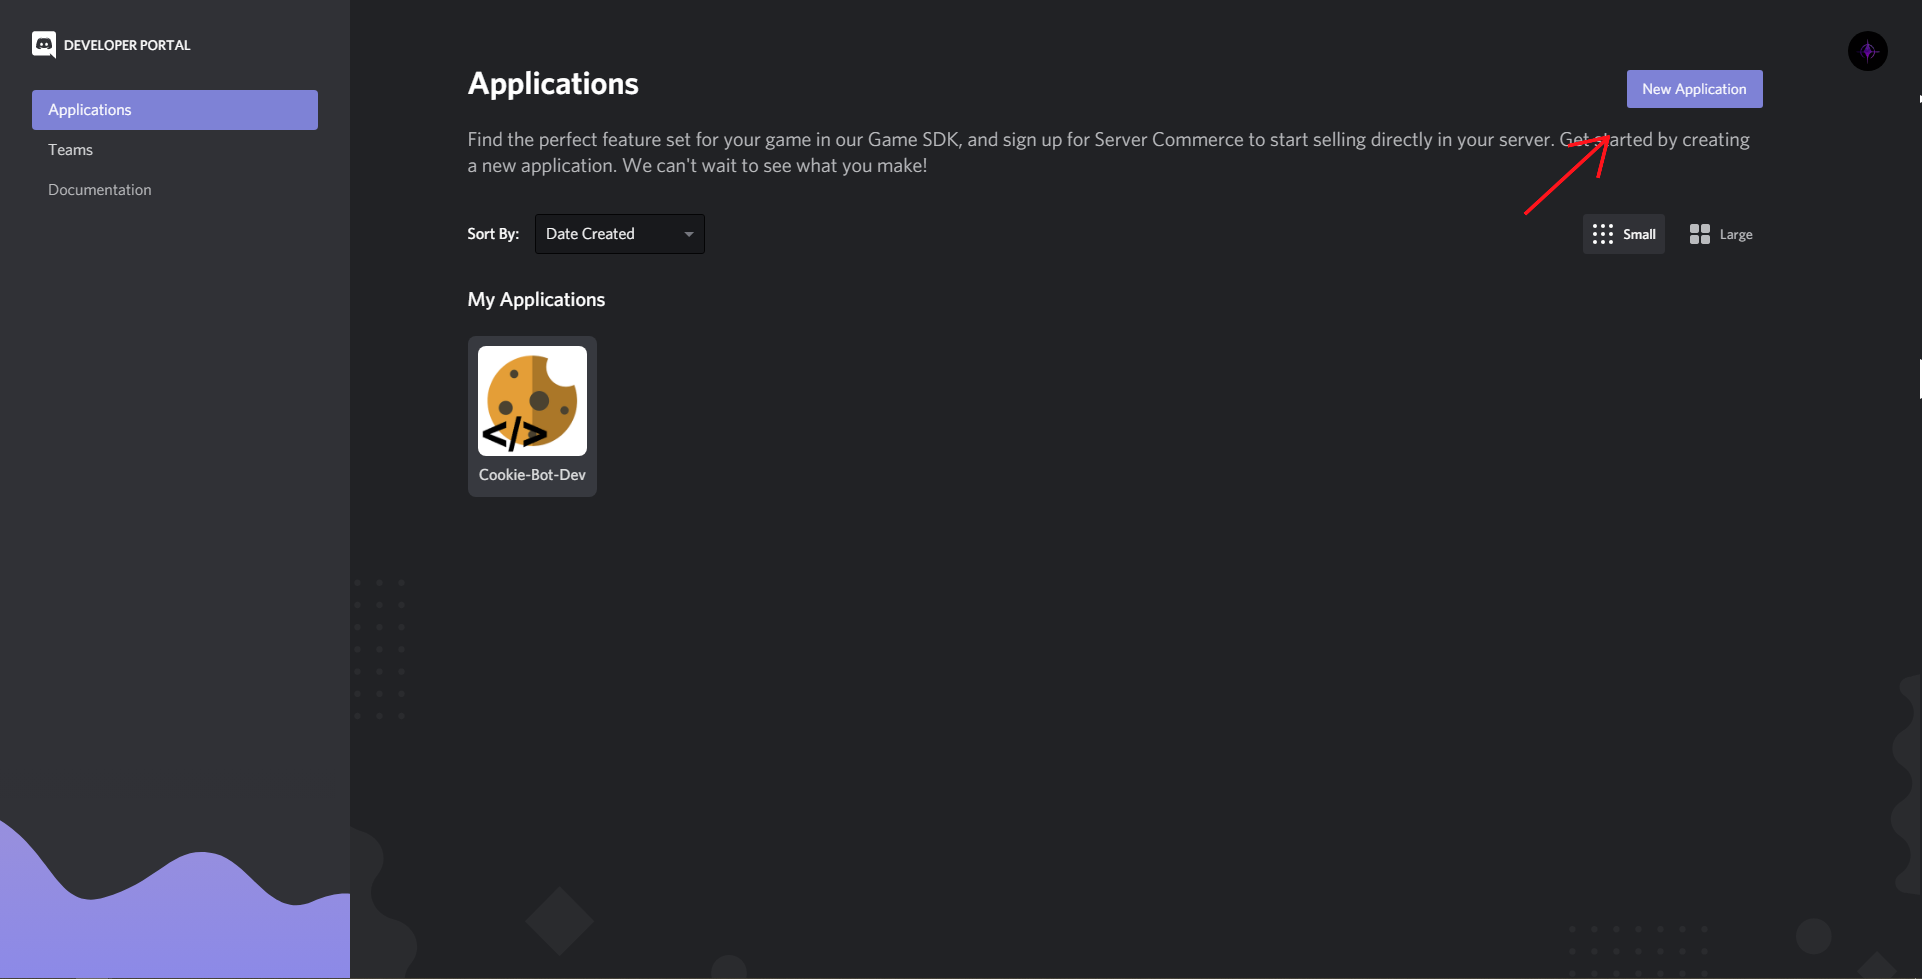 DEVELOPER PORTAL
Applications
Teams
Documentation
Applications
New Application
Find the perfect feature set for your game in our Game SDK, and sign up for Server Commerce to start selling directly in your server. Get started by creating
a new application. We can't wait to see what you make!
Sort By: Date Created
Small Large
My Applications
</>
Cookie-Bot-Dev